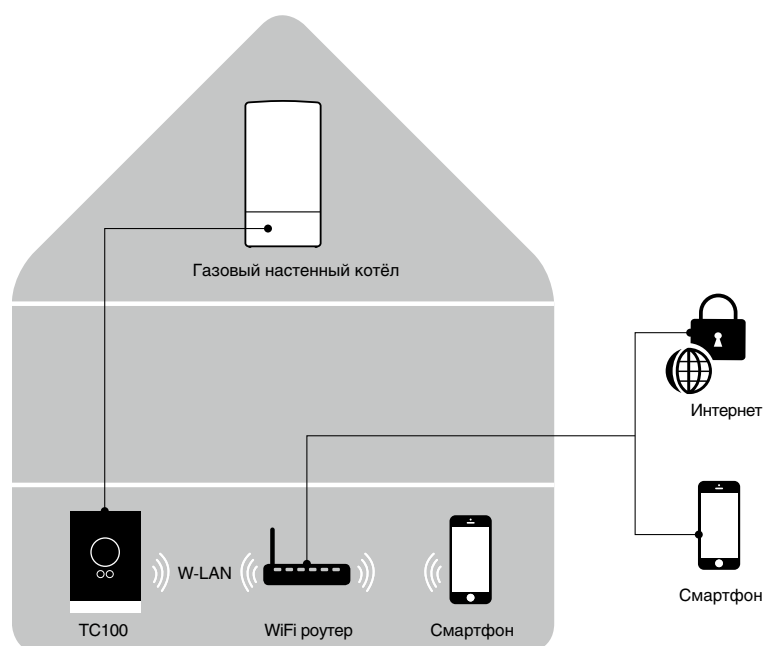 Газовый настенный котёл
Интернет
W-LAN
Смартфон
TC100
WiFi роутер
Смартфон